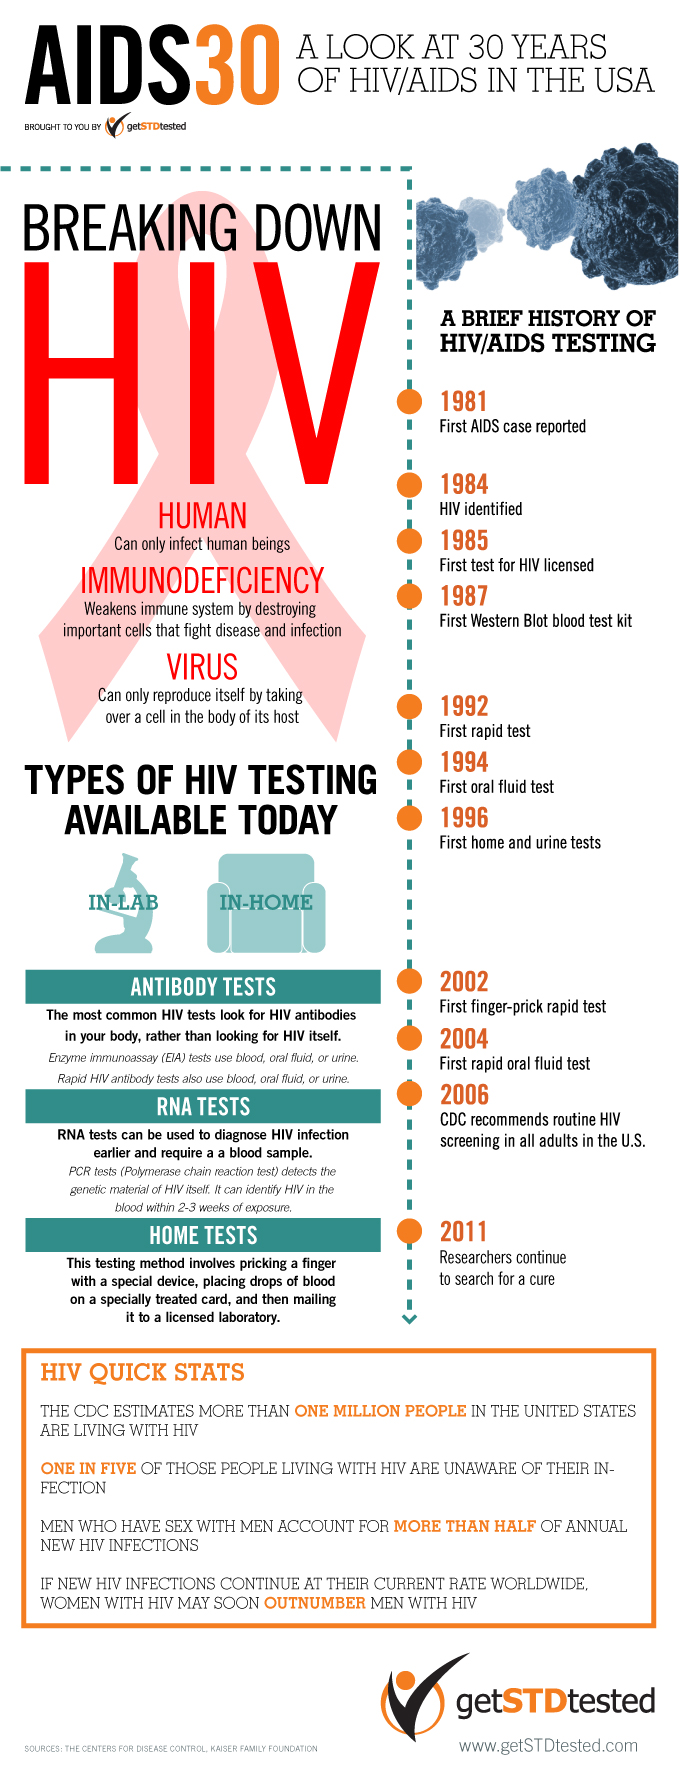 AIDS30
A LOOK AT 30 YEARS
OF HIV/AIDS IN THE USA
BROUGHT TO YOU BY getSTDtested
BREAKING DOWN
HIV
HUMAN
Can only infect human beings
IMMUNODEFICIENCY
Weakens immune system by destroying
important cells that fight disease and infection
VIRUS
Can only reproduce itself by taking
over a cell in the body of its host
TYPES OF HIV TESTING
AVAILABLE TODAY
IN-LAB
IN-HOME
ANTIBODY TESTS
The most common HIV tests look for HIV antibodies
in your body, rather than looking for HIV itself.
Enzyme immunoassay (EIA) tests use blood, oral fluid, or urine.
Rapid HIV antibody tests also use blood, oral fluid, or urine.
RNA TESTS
RNA tests can be used to diagnose HIV infection
earlier and require a a blood sample.
PCR tests (Polymerase chain reaction test) detects the
genetic material of HIV itself. It can identify HIV in the
blood within 2-3 weeks of exposure.
HOME TESTS
This testing method involves pricking a finger
with a special device, placing drops of blood
on a specially treated card, and then mailing
it to a licensed laboratory.
A BRIEF HISTORY OF
HIV/AIDS TESTING
1981
First AIDS case reported
1984
HIV identified
1985
First test for HIV licensed
1987
First Western Blot blood test kit
1992
First rapid test
1994
First oral fluid test
1996
First home and urine tests
2002
First finger-prick rapid test
2004
First rapid oral fluid test
2006
CDC recommends routine HIV
screening in all adults in the U.S.
2011
Researchers continue
to search for a cure
HIV QUICK STATS
THE CDC ESTIMATES MORE THAN ONE MILLION PEOPLE IN THE UNITED STATES
ARE LIVING WITH HIV
ONE IN FIVE OF THOSE PEOPLE LIVING WITH HIV ARE UNAWARE OF THEIR IN-
FECTION
MEN WHO HAVE SEX WITH MEN ACCOUNT FOR MORE THAN HALF OF ANNUAL
NEW HIV INFECTIONS
IF NEW HIV INFECTIONS CONTINUE AT THEIR CURRENT RATE WORLDWIDE,
WOMEN WITH HIV MAY SOON OUTNUMBER MEN WITH HIV
getSTDtested
www.getSTDtested.com
SOURCES: THE CENTERS FOR DISEASE CONTROL, KAISER FAMILY FOUNDATION